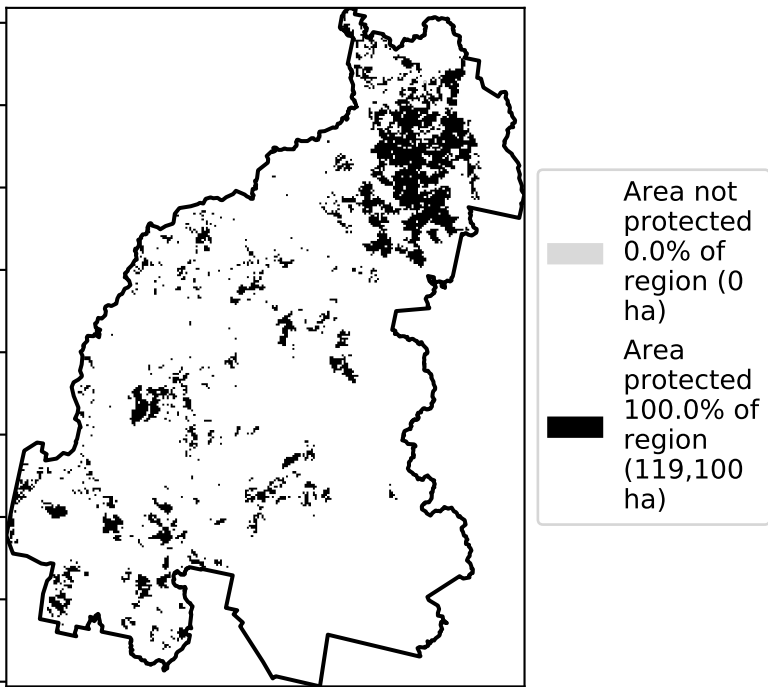 Area not
protected
0.0% of
region (0
ha)
Area
protected
100.0% of
region
(119,100
ha)